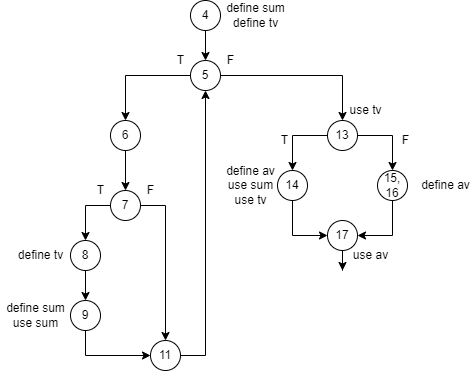 4
define sum
define tv
T
5
F
6
use tv
T
13
F
define av
use sum
use tv
14
15,
16
define av
T
7
F
17
use av
define tv
8
define sum
use sum
9
11